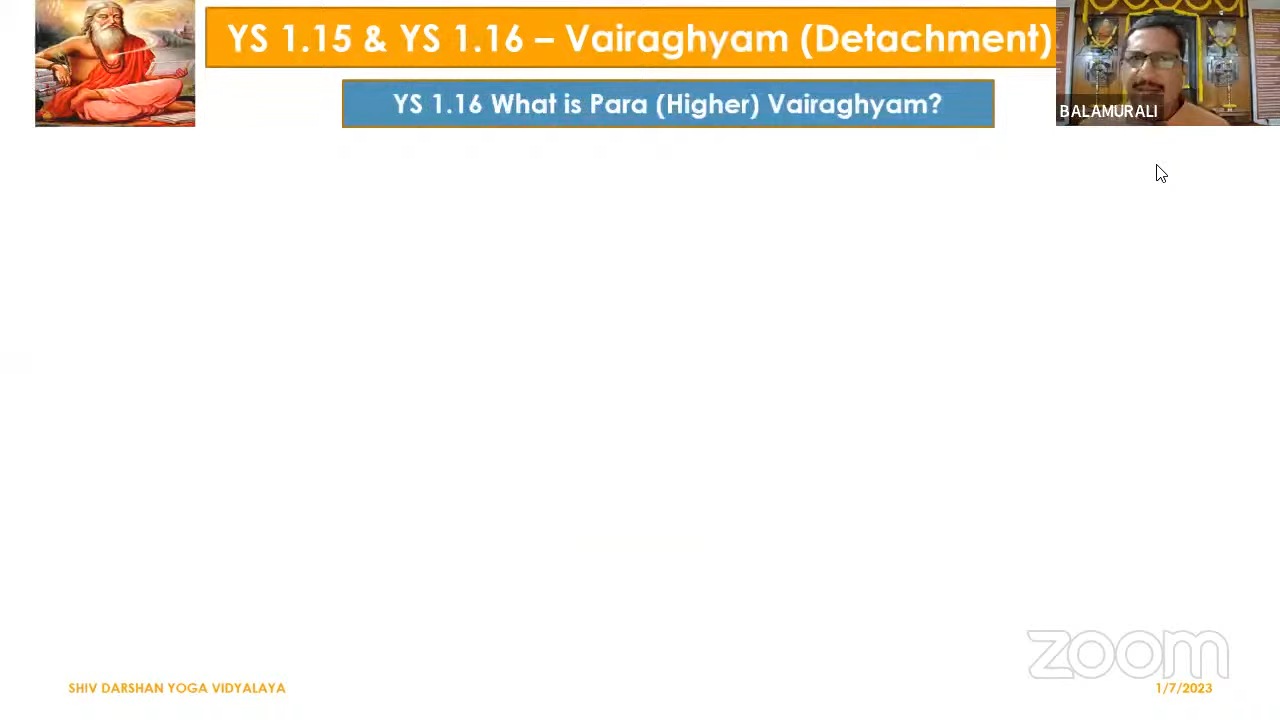 YS 1.15 & YS 1.16 – Vairaghyam (Detachment)
YS 1.16 What is Para (Higher) Vairaghyam?
BALAMURALI
zoom
SHIV DARSHAN YOGA VIDYALAYA
1/7/2023